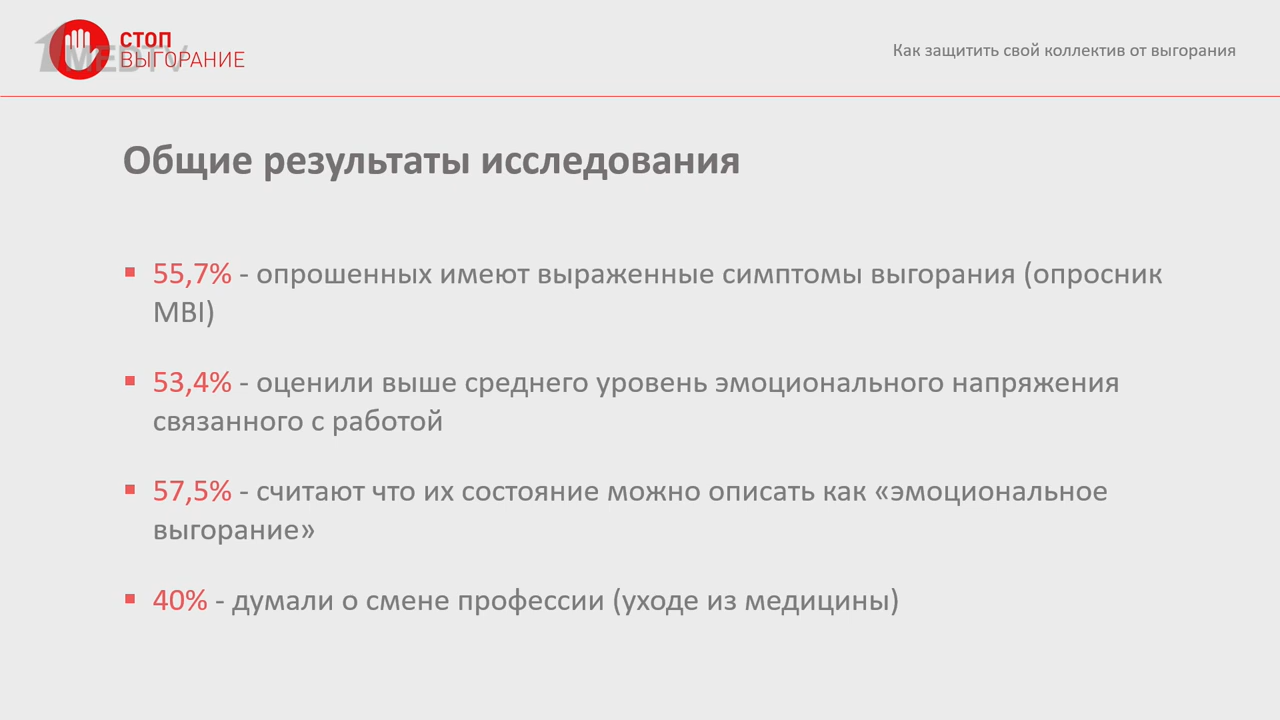 1MEDTV
СТОП
ВЫГОРАНИЕ
Как защитить свой коллектив от выгорания
Общие результаты исследования
55,7% - опрошенных имеют выраженные симптомы выгорания (опросник
MBI)
53,4% - оценили выше среднего уровень эмоционального напряжения
связанного с работой
57,5% - считают что их состояние можно описать как «эмоциональное
выгорание»
40% - думали о смене профессии (уходе из медицины)